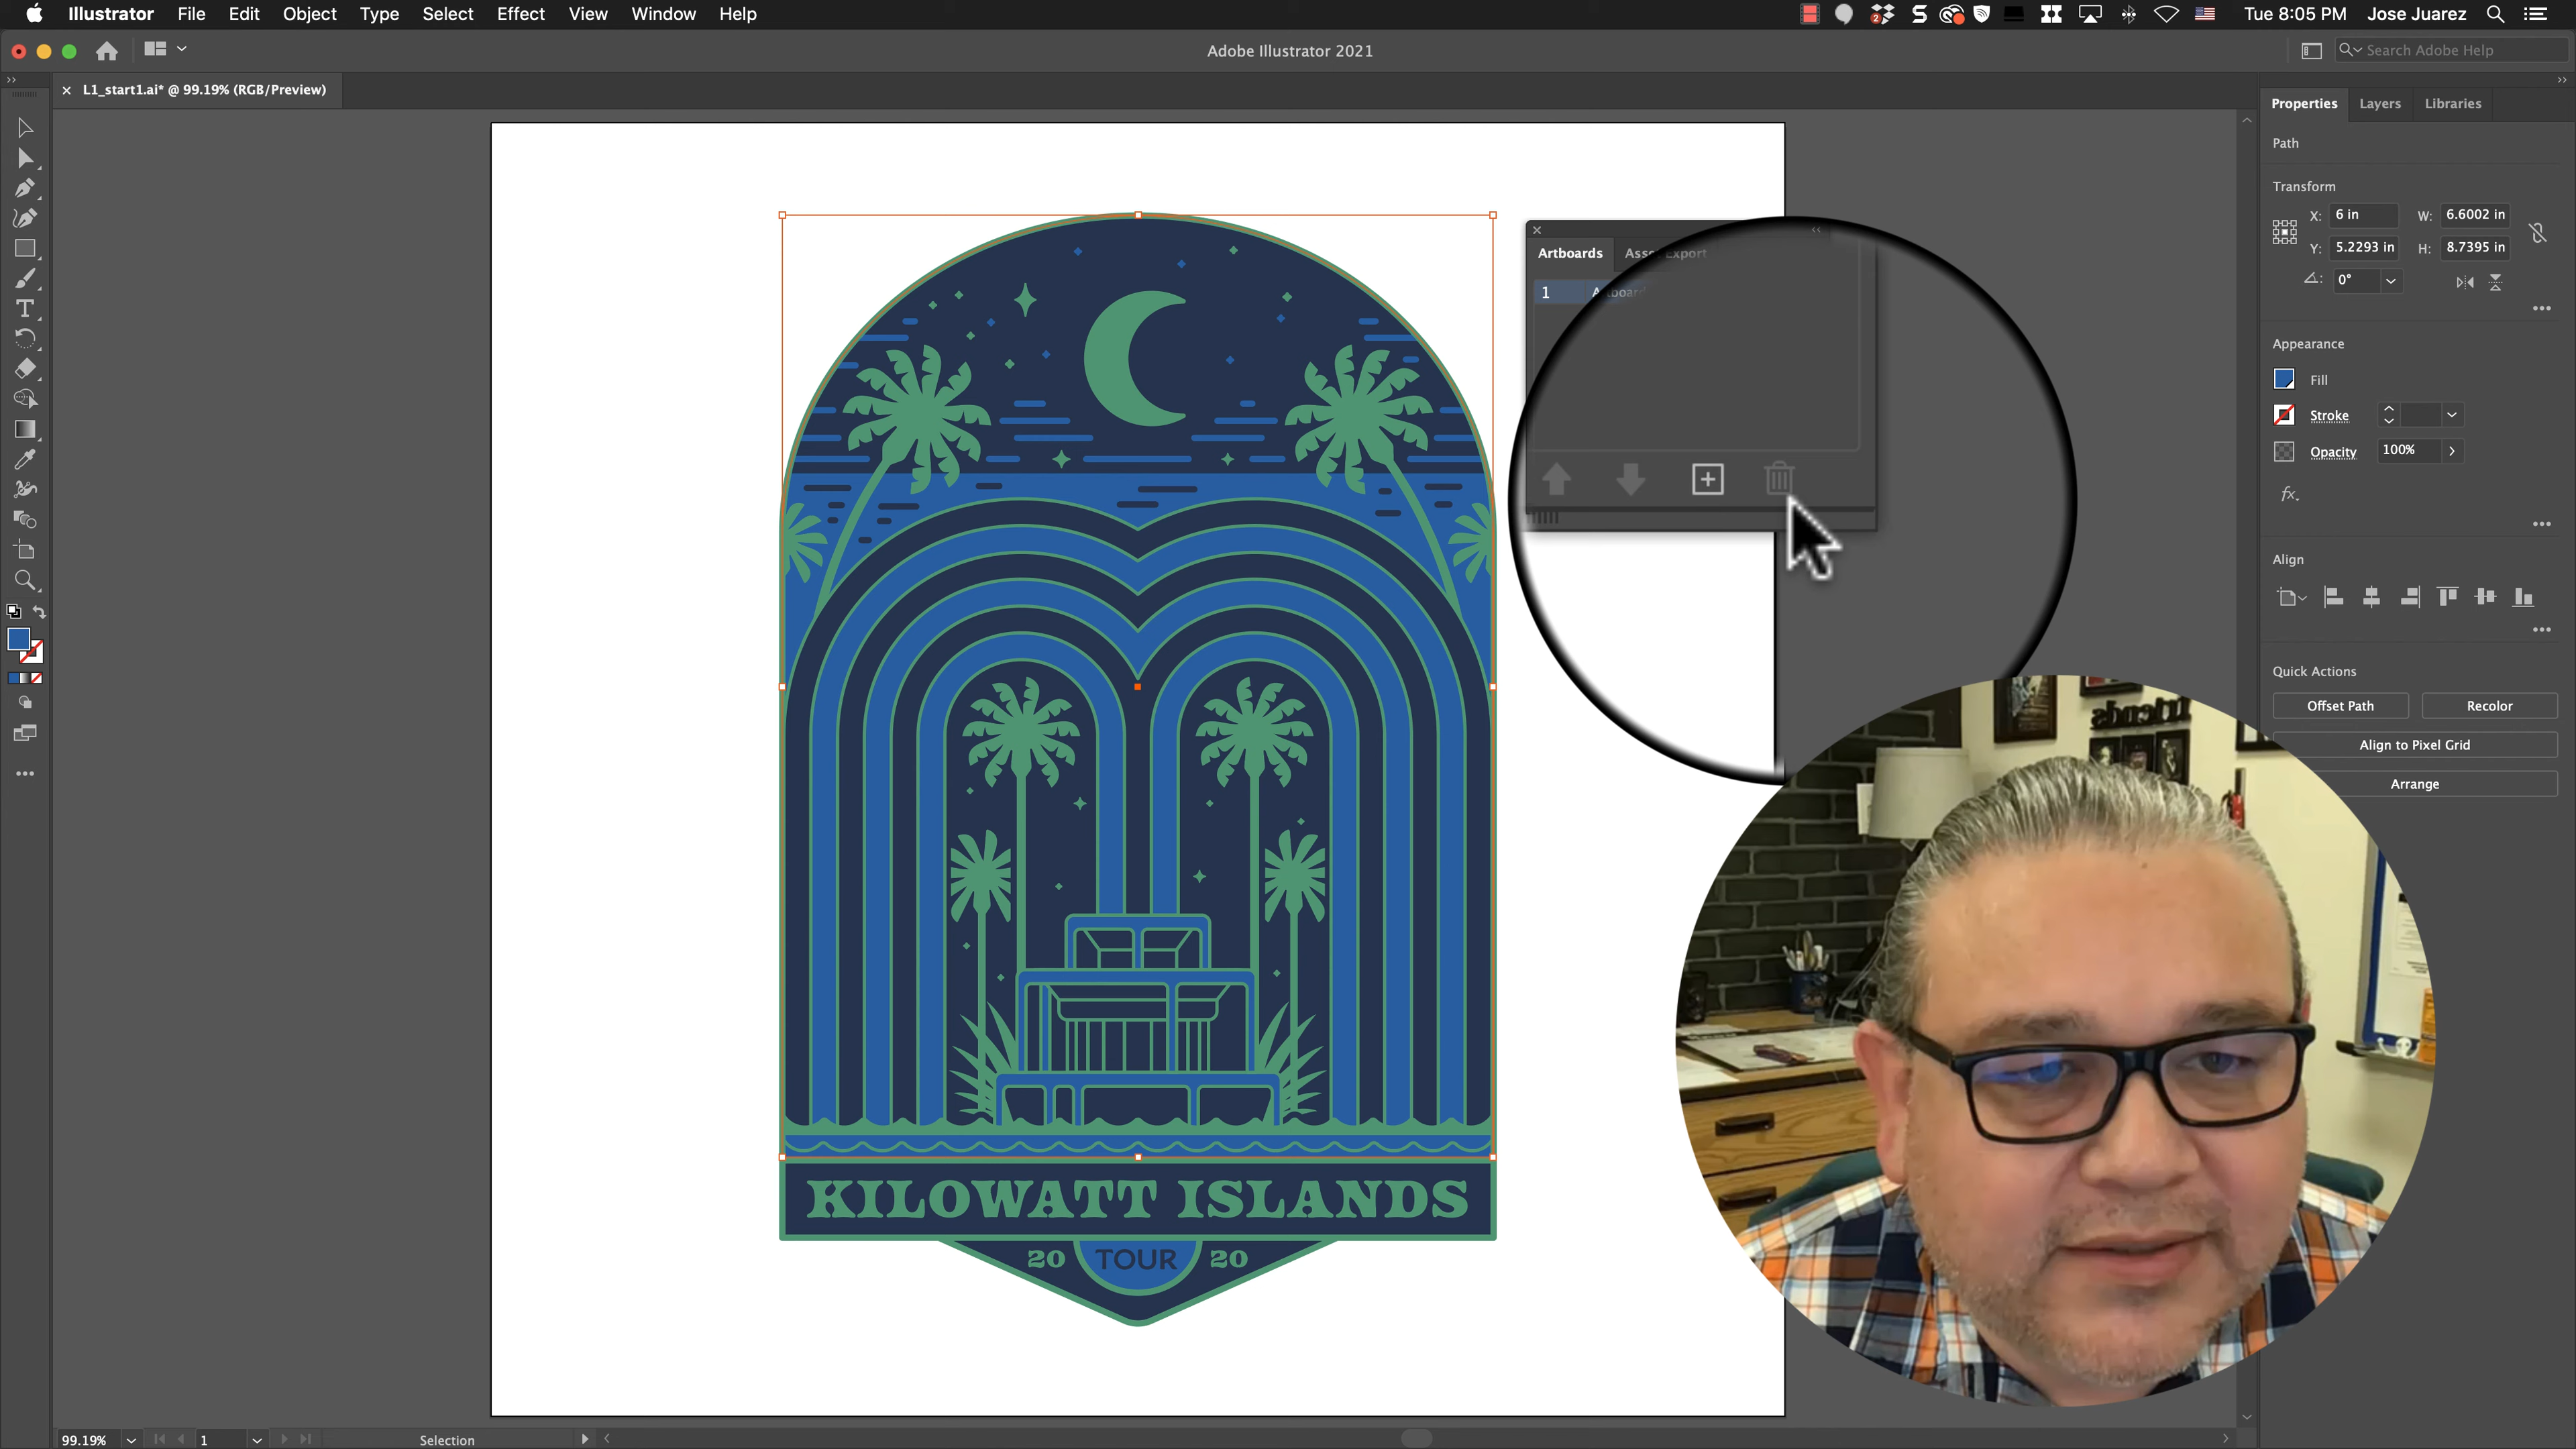 Illustrator File Edit Object Type Select Effect View Window Help
Tue 8:05 PM Jose Juarez
Adobe Illustrator 2021
Search Adobe Help
L1_start1.ai* @ 99.19% (RGB/Preview)
Properties Layers Libraries
Path
Transform
X: 6 in W: 6.6002 in
Y: 5.2293 in H: 8.7395 in
0°
Appearance
Fill
Stroke
Opacity 100%
fx.
Align
Quick Actions
Offset Path Recolor
Align to Pixel Grid
Arrange
Artboards Export
1
KILOWATT ISLANDS
20 TOUR 20
friends
99.19% 1 Selection